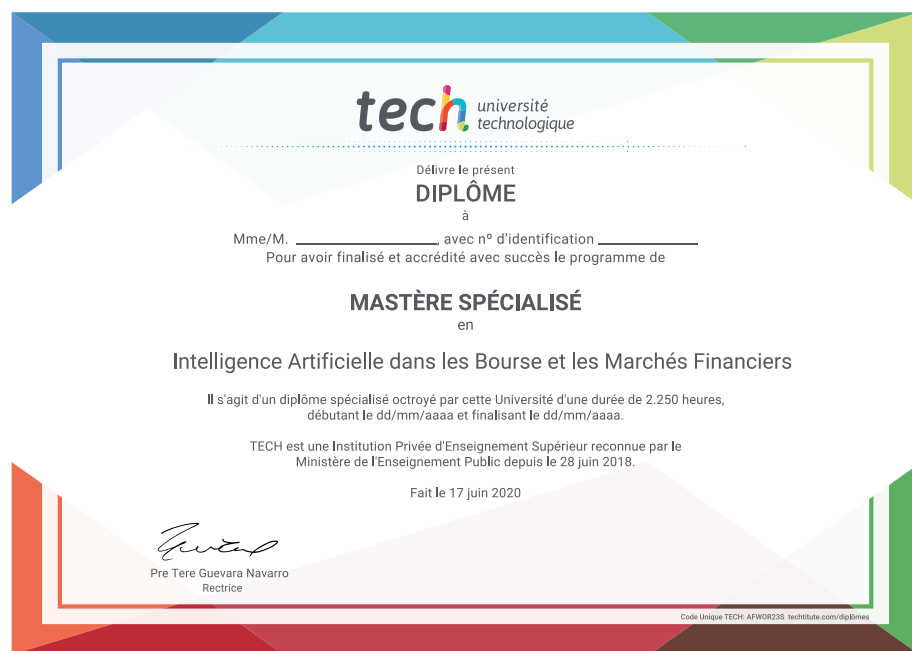 tech université
technologique
Délivre le présent
DIPLÔME
à
Mme/M. ____________, avec nº d'identification ____________
Pour avoir finalisé et accrédité avec succès le programme de
MASTÈRE SPÉCIALISÉ
en
Intelligence Artificielle dans les Bourse et les Marchés Financiers
Il s'agit d'un diplôme spécialisé octroyé par cette Université d'une durée de 2.250 heures,
débutant le dd/mm/aaaa et finalisant le dd/mm/aaaa.
TECH est une Institution Privée d'Enseignement Supérieur reconnue par le
Ministère de l'Enseignement Public depuis le 28 juin 2018.
Fait le 17 juin 2020
Pre Tere Guevara Navarro
Rectrice
Code Unique TECH: AFWOR23S techtitute.com/diplômes